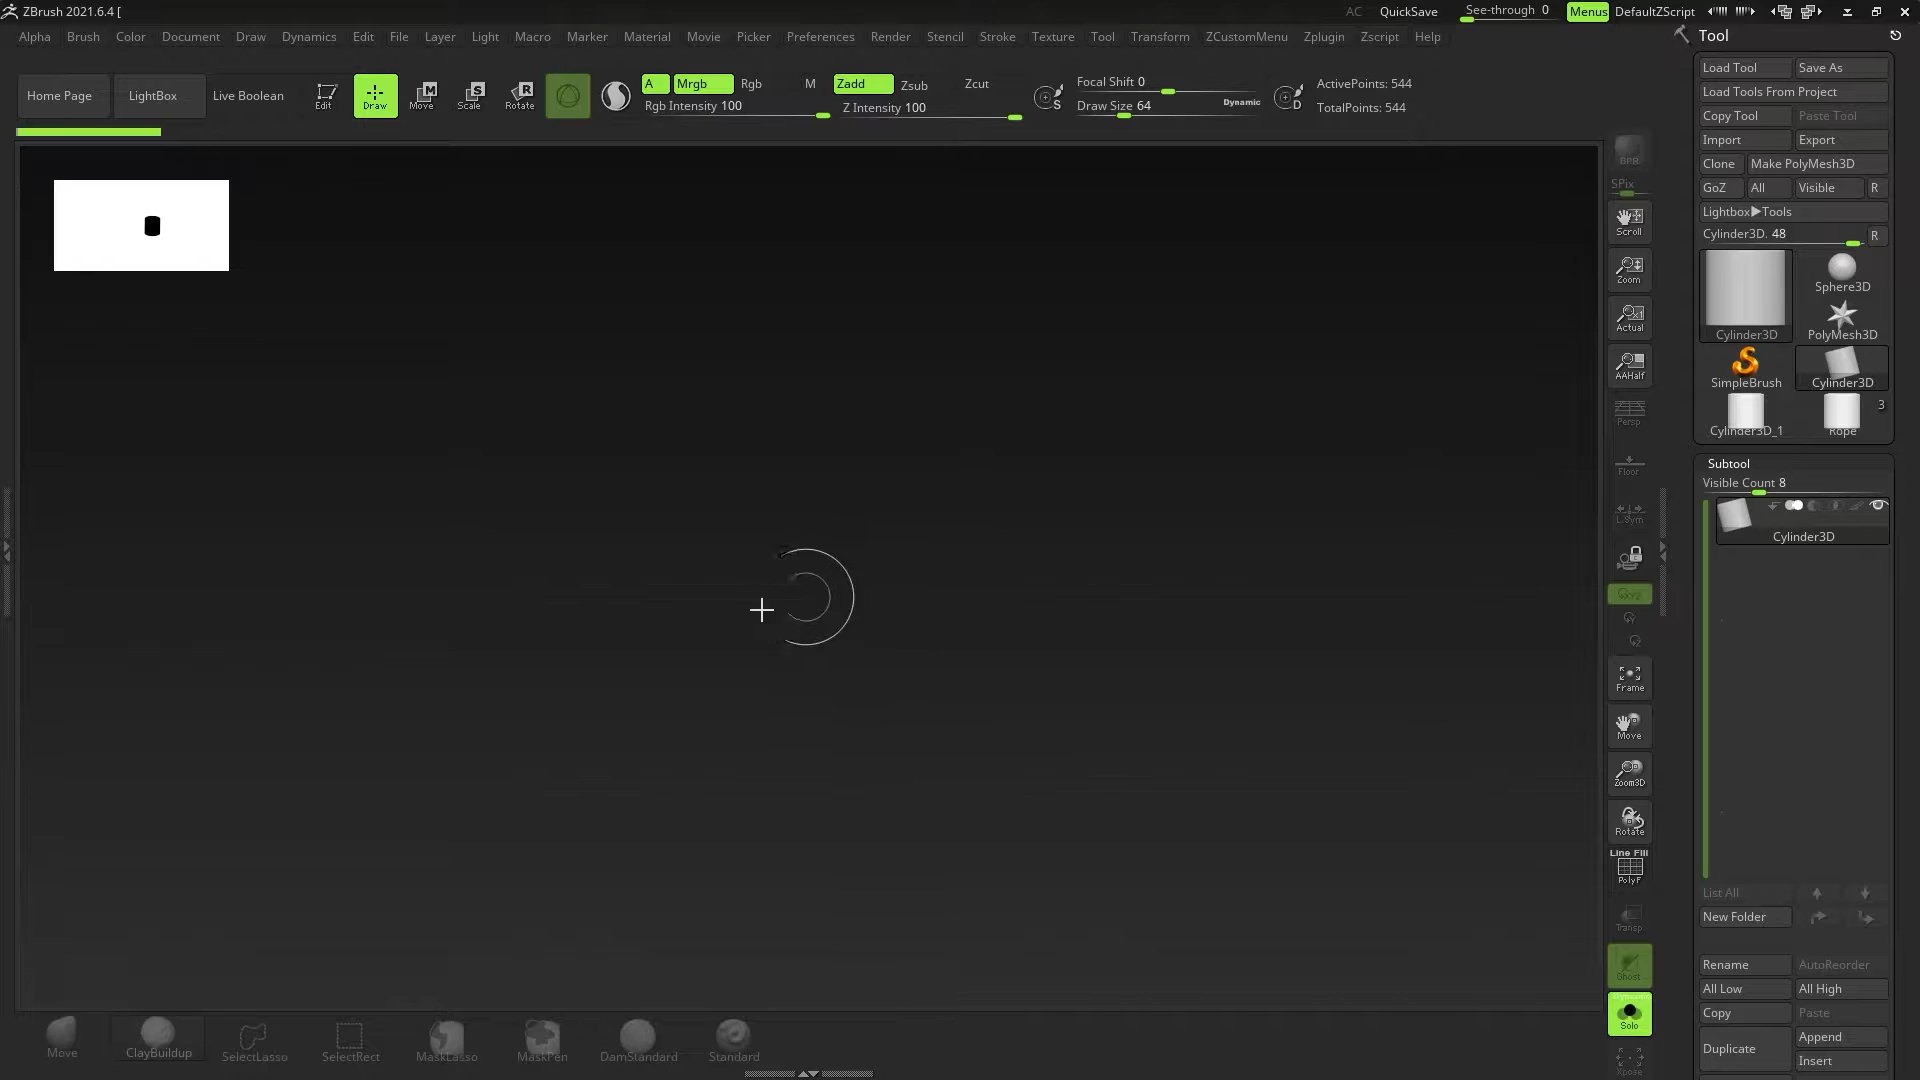 ZBrush 2021.6.4 [
AC QuickSave See-through 0 Menus DefaultZScript
Alpha Brush Color Document Draw Dynamics Edit File Layer Light Macro Marker Material Movie Picker Preferences Render Stencil Stroke Texture Tool Transform ZCustomMenu Zplugin Zscript Help
Home Page LightBox Live Boolean Edit Draw Move Scale Rotate
A Mrgb Rgb M Zadd Zsub Zcut
Rgb Intensity 100 Z Intensity 100
Focal Shift 0
Draw Size 64 Dynamic
S
D
ActivePoints: 544
TotalPoints: 544
BPR
SPix
Scroll
Zoom
Actual
AAHalf
Persp
Floor
L.Sym
Frame
Move
Zoom3D
Rotate
Line Fill
PolyF
Transp
Ghost
Dynamic
Solo
Xpose
Tool
Load Tool Save As
Load Tools From Project
Copy Tool Paste Tool
Import Export
Clone Make PolyMesh3D
GoZ All Visible R
Lightbox▶Tools
Cylinder3D. 48 R
Cylinder3D Sphere3D
PolyMesh3D
SimpleBrush Cylinder3D
3
Cylinder3D_1 Rope
Subtool
Visible Count 8
Cylinder3D
List All
New Folder
Rename AutoReorder
All Low All High
Copy Paste
Duplicate Append
Insert
Move ClayBuildup SelectLasso SelectRect MaskLasso MaskPen DamStandard Standard